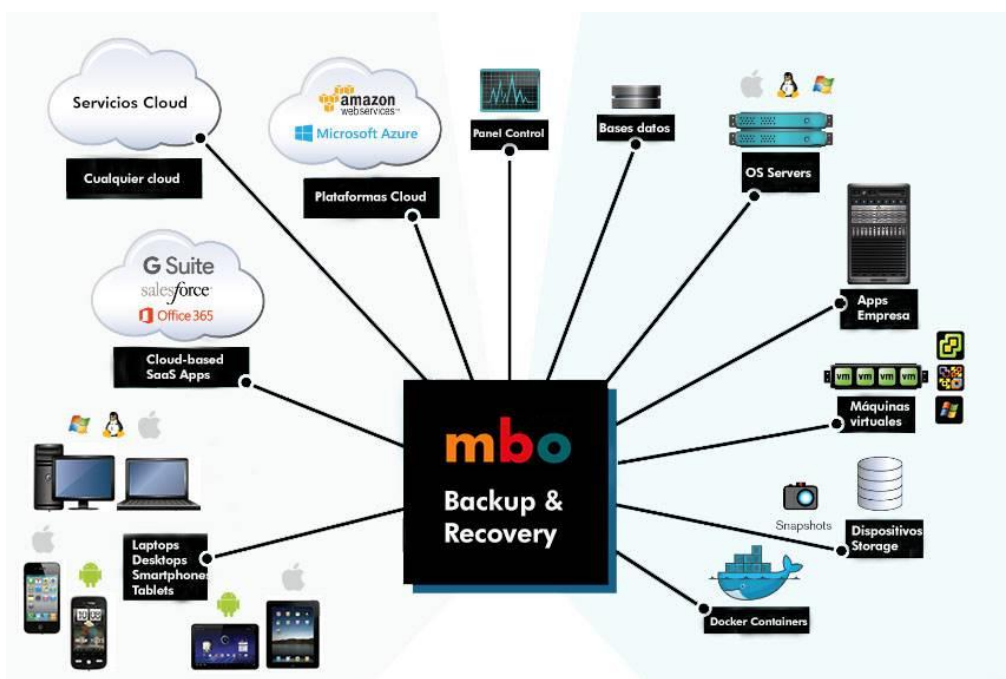 Servicios Cloud
Cualquier cloud
amazon
webservices™
Microsoft Azure
Plataformas Cloud
Panel Control
Bases datos
OS Servers
G Suite
salesforce
Office 365
Cloud-based
SaaS Apps
Apps
Empresa
vm vm vm vm
Máquinas
virtuales
mbo
Backup &
Recovery
Laptops
Desktops
Smartphones
Tablets
Snapshots
Dispositivos
Storage
Docker Containers